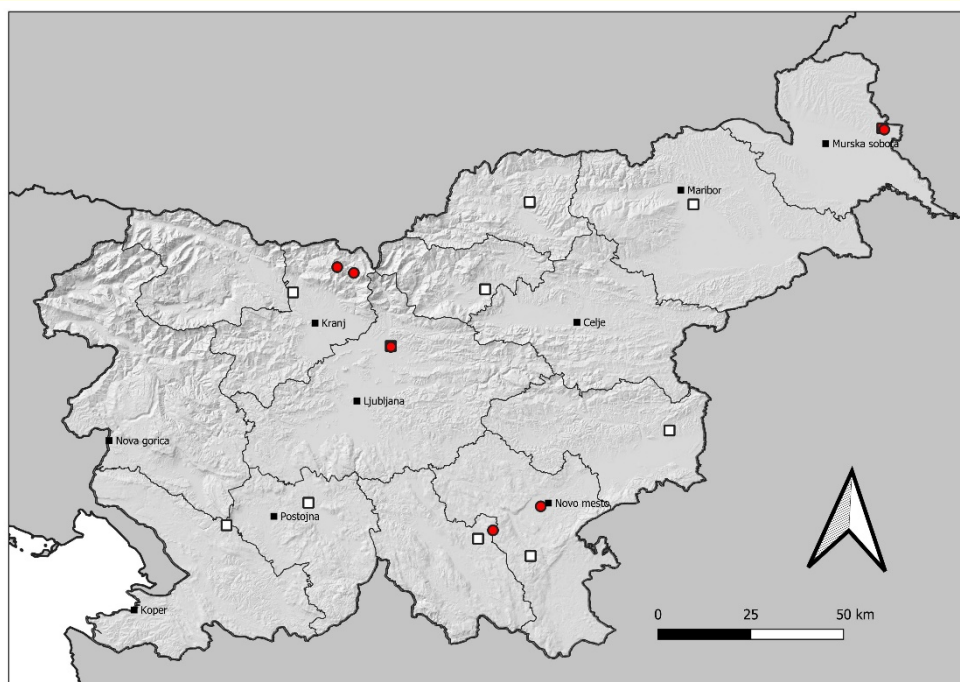 Murska sobota
Maribor
Kranj
Celje
Ljubljana
Nova gorica
Novo mesto
Postojna
Koper
0 25 50 km